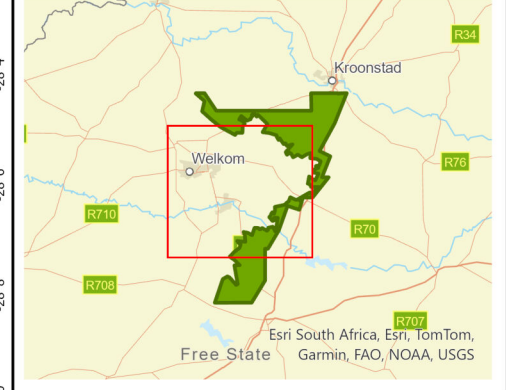 R34
Kroonstad
Welkom
R76
R710
R70
R708
R707
Esri South Africa, Esri, TomTom,
Garmin, FAO, NOAA, USGS
Free State